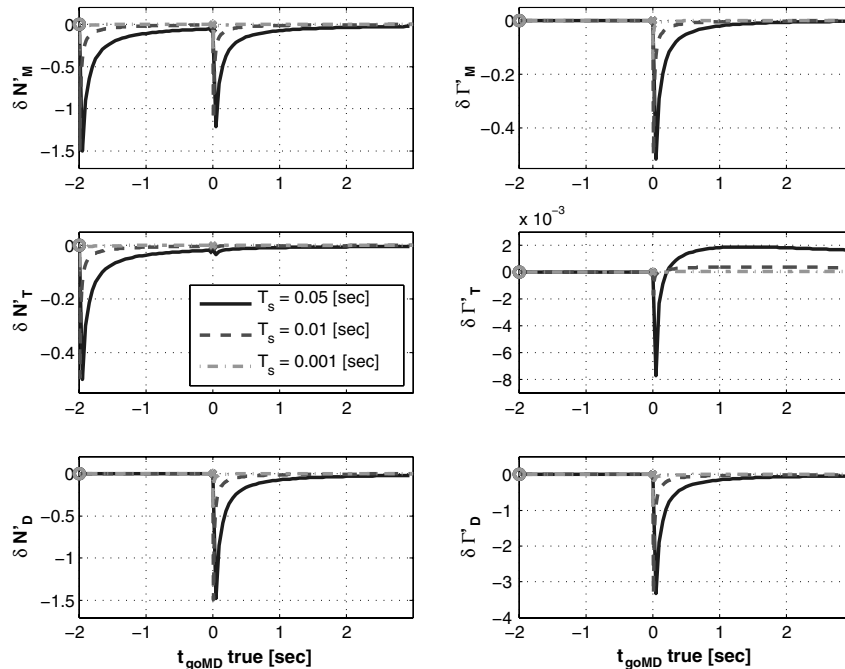 0
−0.5
−1
−1.5
δ N'M
−2 −1 0 1 2
0
−0.2
−0.4
δ Γ'M
−2 −1 0 1 2
0
−0.2
−0.4
δ N'T
−2 −1 0 1 2
Ts = 0.05 [sec]
Ts = 0.01 [sec]
Ts = 0.001 [sec]
x 10−3
2
0
−2
−4
−6
−8
δ Γ'T
−2 −1 0 1 2
0
−0.5
−1
−1.5
δ N'D
−2 −1 0 1 2
tgoMD true [sec]
0
−1
−2
−3
−4
δ Γ'D
−2 −1 0 1 2
tgoMD true [sec]